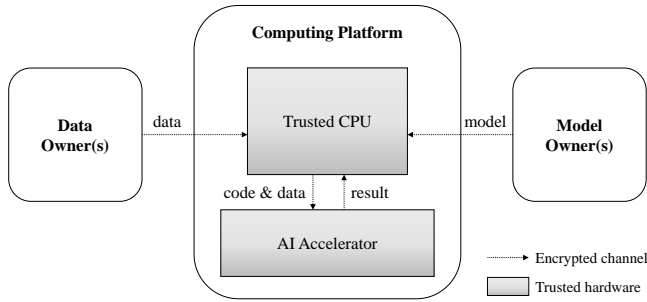 Computing Platform
Data
Owner(s)
data
Trusted CPU
model
Model
Owner(s)
code & data
result
AI Accelerator
Encrypted channel
Trusted hardware